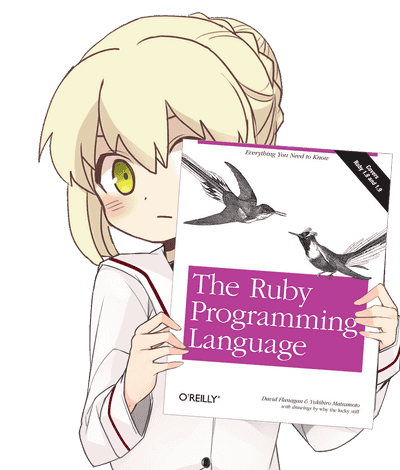 Everything You Need to Know
Covers
Ruby 1.8 and 1.9
The Ruby
Programming
Language
O'REILLY®
David Flanagan & Yukihiro Matsumoto
with drawings by why the lucky stiff